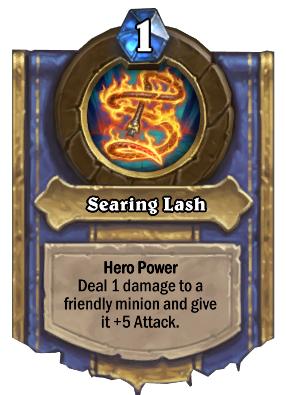 1
Searing Lash
Hero Power
Deal 1 damage to a
friendly minion and give
it +5 Attack.